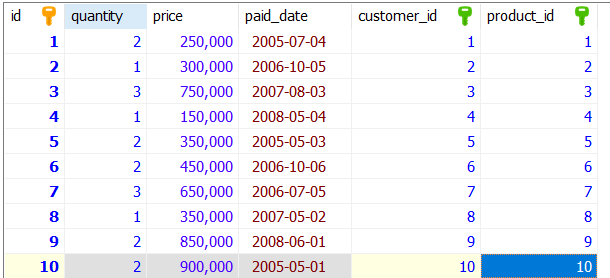 id quantity price paid_date customer_id product_id
1 2 250,000 2005-07-04 1 1
2 1 300,000 2006-10-05 2 2
3 3 750,000 2007-08-03 3 3
4 1 150,000 2008-05-04 4 4
5 2 350,000 2005-05-03 5 5
6 2 450,000 2006-10-06 6 6
7 3 650,000 2006-07-05 7 7
8 1 350,000 2007-05-02 8 8
9 2 850,000 2008-06-01 9 9
10 2 900,000 2005-05-01 10 10